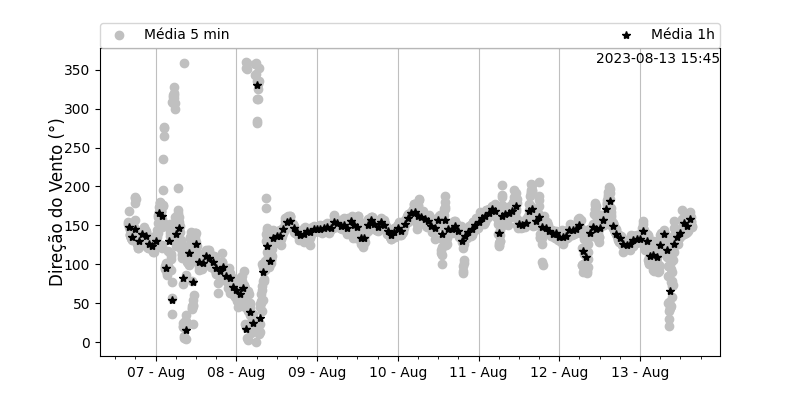 Média 5 min
Média 1h
2023-08-13 15:45
Direção do Vento (°)
350
300
250
200
150
100
50
0
07 - Aug
08 - Aug
09 - Aug
10 - Aug
11 - Aug
12 - Aug
13 - Aug